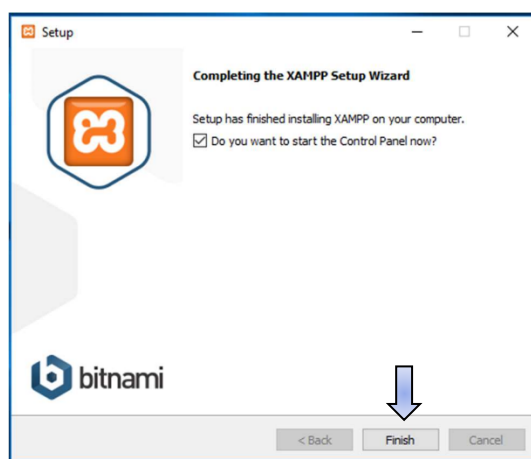 Setup
Completing the XAMPP Setup Wizard
Setup has finished installing XAMPP on your computer.
Do you want to start the Control Panel now?
bitnami
< Back
Finish
Cancel